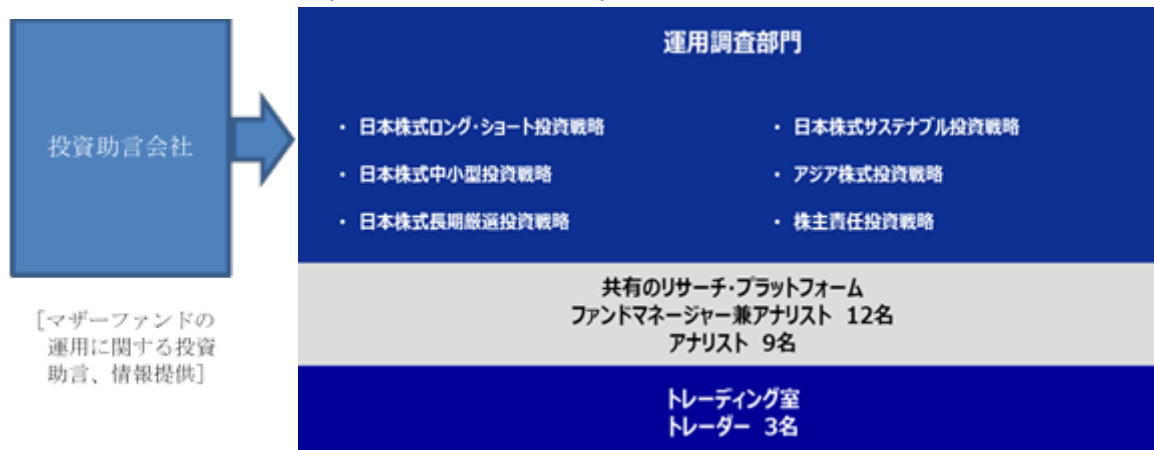 投資助言会社
[マザーファンドの
運用に関する投資
助言、情報提供]
運用調査部門
・ 日本株式ロング・ショート投資戦略
・ 日本株式サステナブル投資戦略
・ 日本株式中小型投資戦略
・ アジア株式投資戦略
・ 日本株式長期厳選投資戦略
・ 株主責任投資戦略
共有のリサーチ・プラットフォーム
ファンドマネージャー兼アナリスト 12名
アナリスト 9名
トレーディング室
トレーダー 3名